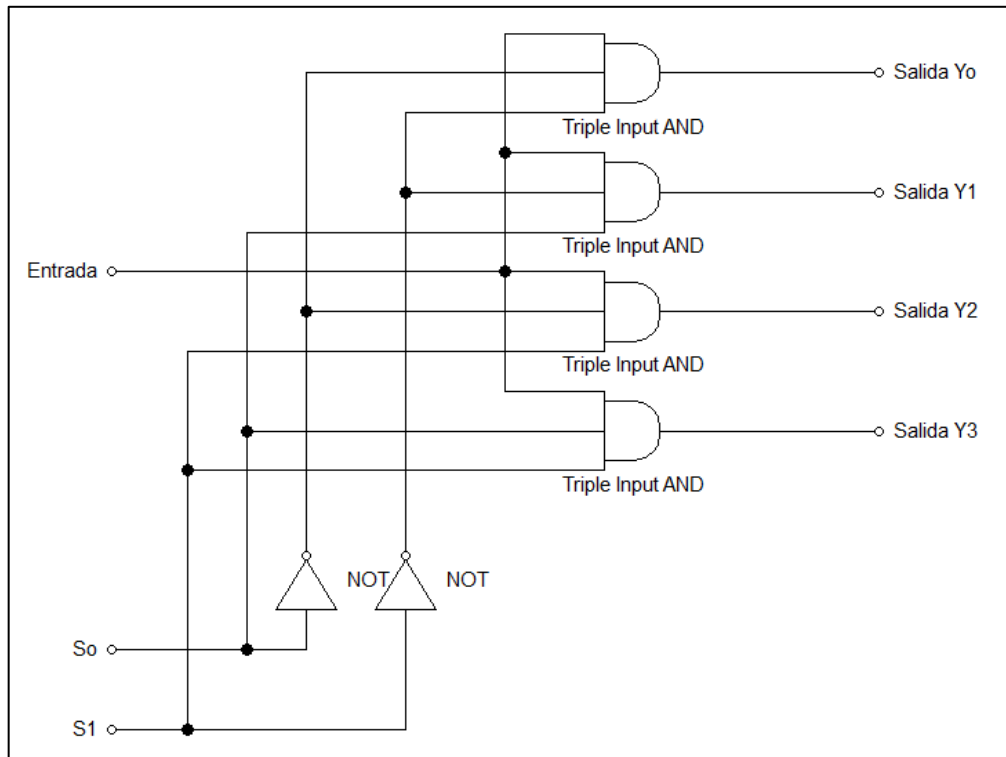 Salida Yo
Triple Input AND
Salida Y1
Triple Input AND
Entrada
Salida Y2
Triple Input AND
Salida Y3
Triple Input AND
NOT
NOT
So
S1